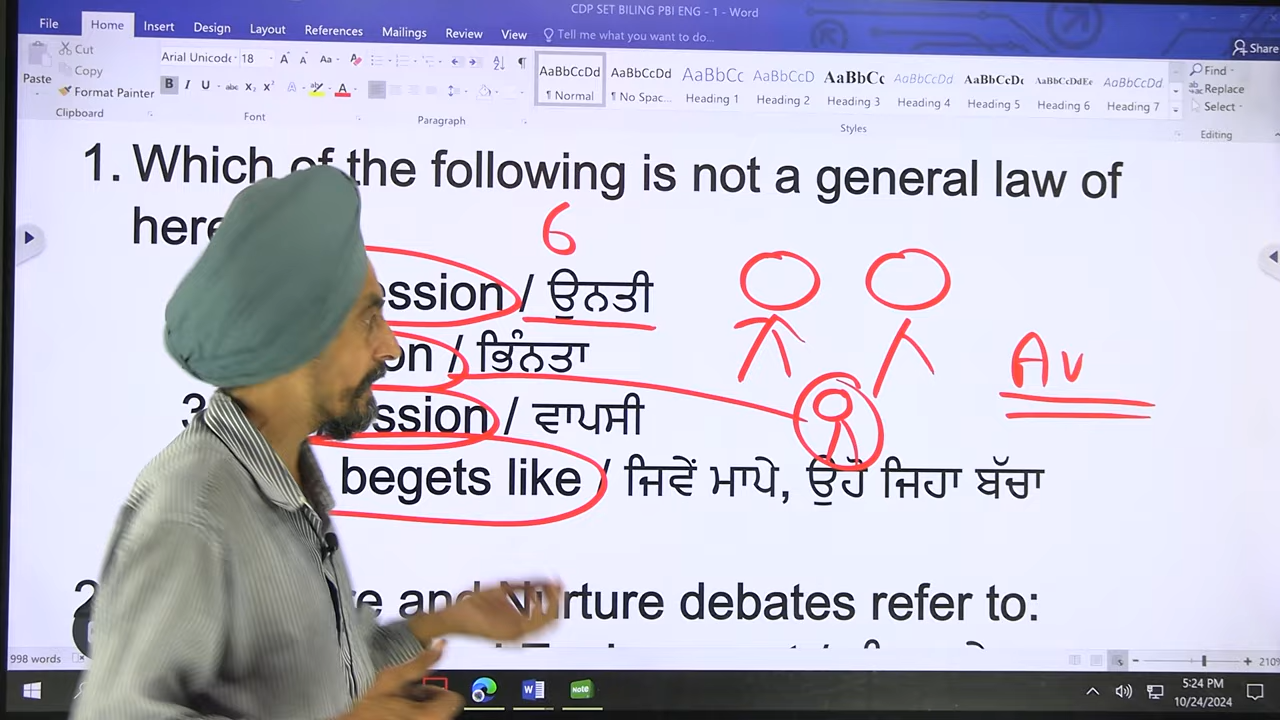 CDP SET BILING PBI ENG - 1 - Word
File Home Insert Design Layout References Mailings Review View Tell me what you want to do...
Share
Cut
Copy
Format Painter
Paste
Arial Unicode 18
AaBbCcDd AaBbCcDd AaBbCc AaBbCcD AaBbCc AaBbCcDd AaBbCcDc AaBbCcDdEe AaBbCcDd
¶ Normal ¶ No Spac... Heading 1 Heading 2 Heading 3 Heading 4 Heading 5 Heading 6 Heading 7
Find
Replace
Select
Clipboard Font Paragraph Styles Editing
1. Which of the following is not a general law of
6
/ ਉਨਤੀ
/ ਭਿੰਨਤਾ
Av
3 / ਵਾਪਸੀ
begets like / ਜਿਵੇਂ ਮਾਪੇ, ਉਹੋ ਜਿਹਾ ਬੱਚਾ
2 and Nurture debates refer to:
998 words
210%
Note
5:24 PM
10/24/2024